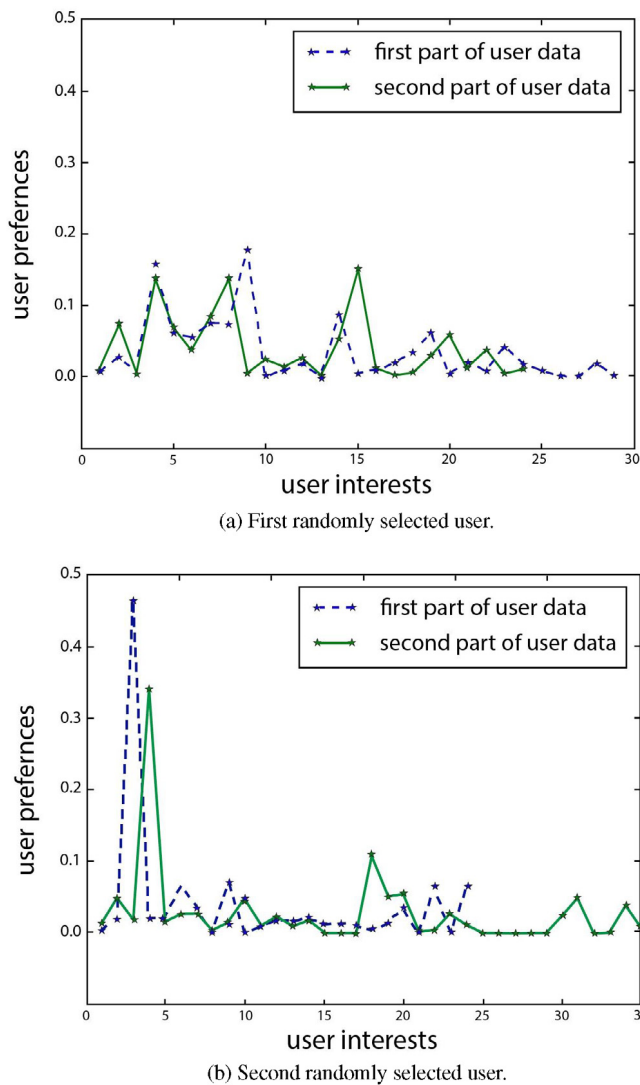 0.5
first part of user data
second part of user data
0.4
0.3
0.2
0.1
0.0
user prefernces
0 5 10 15 20 25 30
user interests
(a) First randomly selected user.
0.5
first part of user data
second part of user data
0.4
0.3
0.2
0.1
0.0
user prefernces
0 5 10 15 20 25 30 35
user interests
(b) Second randomly selected user.